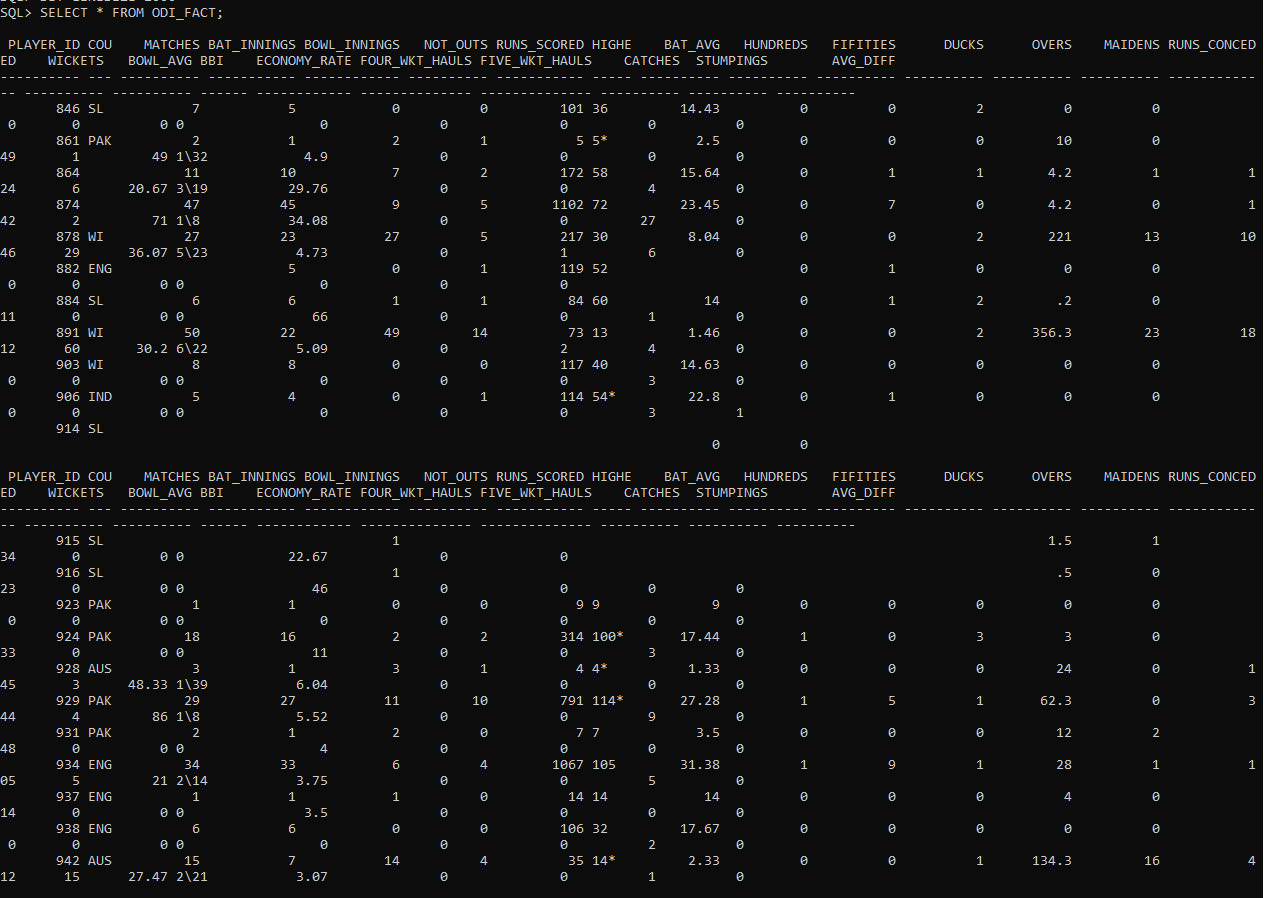 SQL> SELECT * FROM ODI_FACT;
PLAYER_ID COU MATCHES BAT_INNINGS BOWL_INNINGS NOT_OUTS RUNS_SCORED HIGHE BAT_AVG HUNDREDS FIFITIES DUCKS OVERS MAIDENS RUNS_CONCED
ED WICKETS BOWL_AVG BBI ECONOMY_RATE FOUR_WKT_HAULS FIVE_WKT_HAULS CATCHES STUMPINGS AVG_DIFF
---------- --- ---------- ----------- ------------ ---------- ----------- ----- ---------- ---------- ---------- ---------- ---------- ---------- -----------
-- ---------- ---------- ------ ------------ -------------- -------------- ---------- ---------- ----------
846 SL 7 5 0 0 101 36 14.43 0 0 2 0 0
0 0 0 0 0 0 0 0 0
861 PAK 2 1 2 1 5 5* 2.5 0 0 0 10 0
49 1 49 1\32 4.9 0 0 0 0
864 11 10 7 2 172 58 15.64 0 1 1 4.2 1 1
24 6 20.67 3\19 29.76 0 0 4 0
874 47 45 9 5 1102 72 23.45 0 7 0 4.2 0 1
42 2 71 1\8 34.08 0 0 27 0
878 WI 27 23 27 5 217 30 8.04 0 0 2 221 13 10
46 29 36.07 5\23 4.73 0 1 6 0
882 ENG 5 0 1 119 52 0 1 0 0 0
0 0 0 0 0 0 0
884 SL 6 6 1 1 84 60 14 0 1 2 .2 0
11 0 0 0 66 0 0 1 0
891 WI 50 22 49 14 73 13 1.46 0 0 2 356.3 23 18
12 60 30.2 6\22 5.09 0 2 4 0
903 WI 8 8 0 0 117 40 14.63 0 0 0 0 0
0 0 0 0 0 0 0 3 0
906 IND 5 4 0 1 114 54* 22.8 0 1 0 0 0
0 0 0 0 0 0 0 3 1
914 SL
0 0
PLAYER_ID COU MATCHES BAT_INNINGS BOWL_INNINGS NOT_OUTS RUNS_SCORED HIGHE BAT_AVG HUNDREDS FIFITIES DUCKS OVERS MAIDENS RUNS_CONCED
ED WICKETS BOWL_AVG BBI ECONOMY_RATE FOUR_WKT_HAULS FIVE_WKT_HAULS CATCHES STUMPINGS AVG_DIFF
---------- --- ---------- ----------- ------------ ---------- ----------- ----- ---------- ---------- ---------- ---------- ---------- ---------- -----------
-- ---------- ---------- ------ ------------ -------------- -------------- ---------- ---------- ----------
915 SL 1 1.5 1
34 0 0 0 22.67 0 0
916 SL 1 .5 0
23 0 0 0 46 0 0 0 0
923 PAK 1 1 0 0 9 9 9 0 0 0 0 0
0 0 0 0 0 0 0 0 0
924 PAK 18 16 2 2 314 100* 17.44 1 0 3 3 0
33 0 0 0 11 0 0 3 0
928 AUS 3 1 3 1 4 4* 1.33 0 0 0 24 0 1
45 3 48.33 1\39 6.04 0 0 0 0
929 PAK 29 27 11 10 791 114* 27.28 1 5 1 62.3 0 3
44 4 86 1\8 5.52 0 0 9 0
931 PAK 2 1 2 0 7 7 3.5 0 0 0 12 2
48 0 0 0 4 0 0 0 0
934 ENG 34 33 6 4 1067 105 31.38 1 9 1 28 1 1
05 5 21 2\14 3.75 0 0 5 0
937 ENG 1 1 1 0 14 14 14 0 0 0 4 0
14 0 0 0 3.5 0 0 0 0
938 ENG 6 6 0 0 106 32 17.67 0 0 0 0 0
0 0 0 0 0 0 0 2 0
942 AUS 15 7 14 4 35 14* 2.33 0 0 1 134.3 16 4
12 15 27.47 2\21 3.07 0 0 1 0